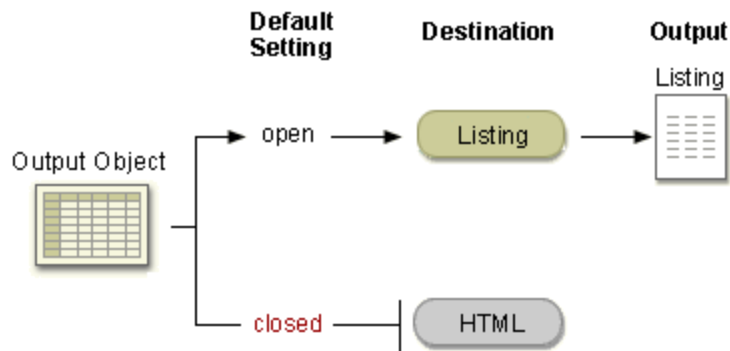 Default
Setting
Destination
Output
Listing
open
Listing
Output Object
closed
HTML